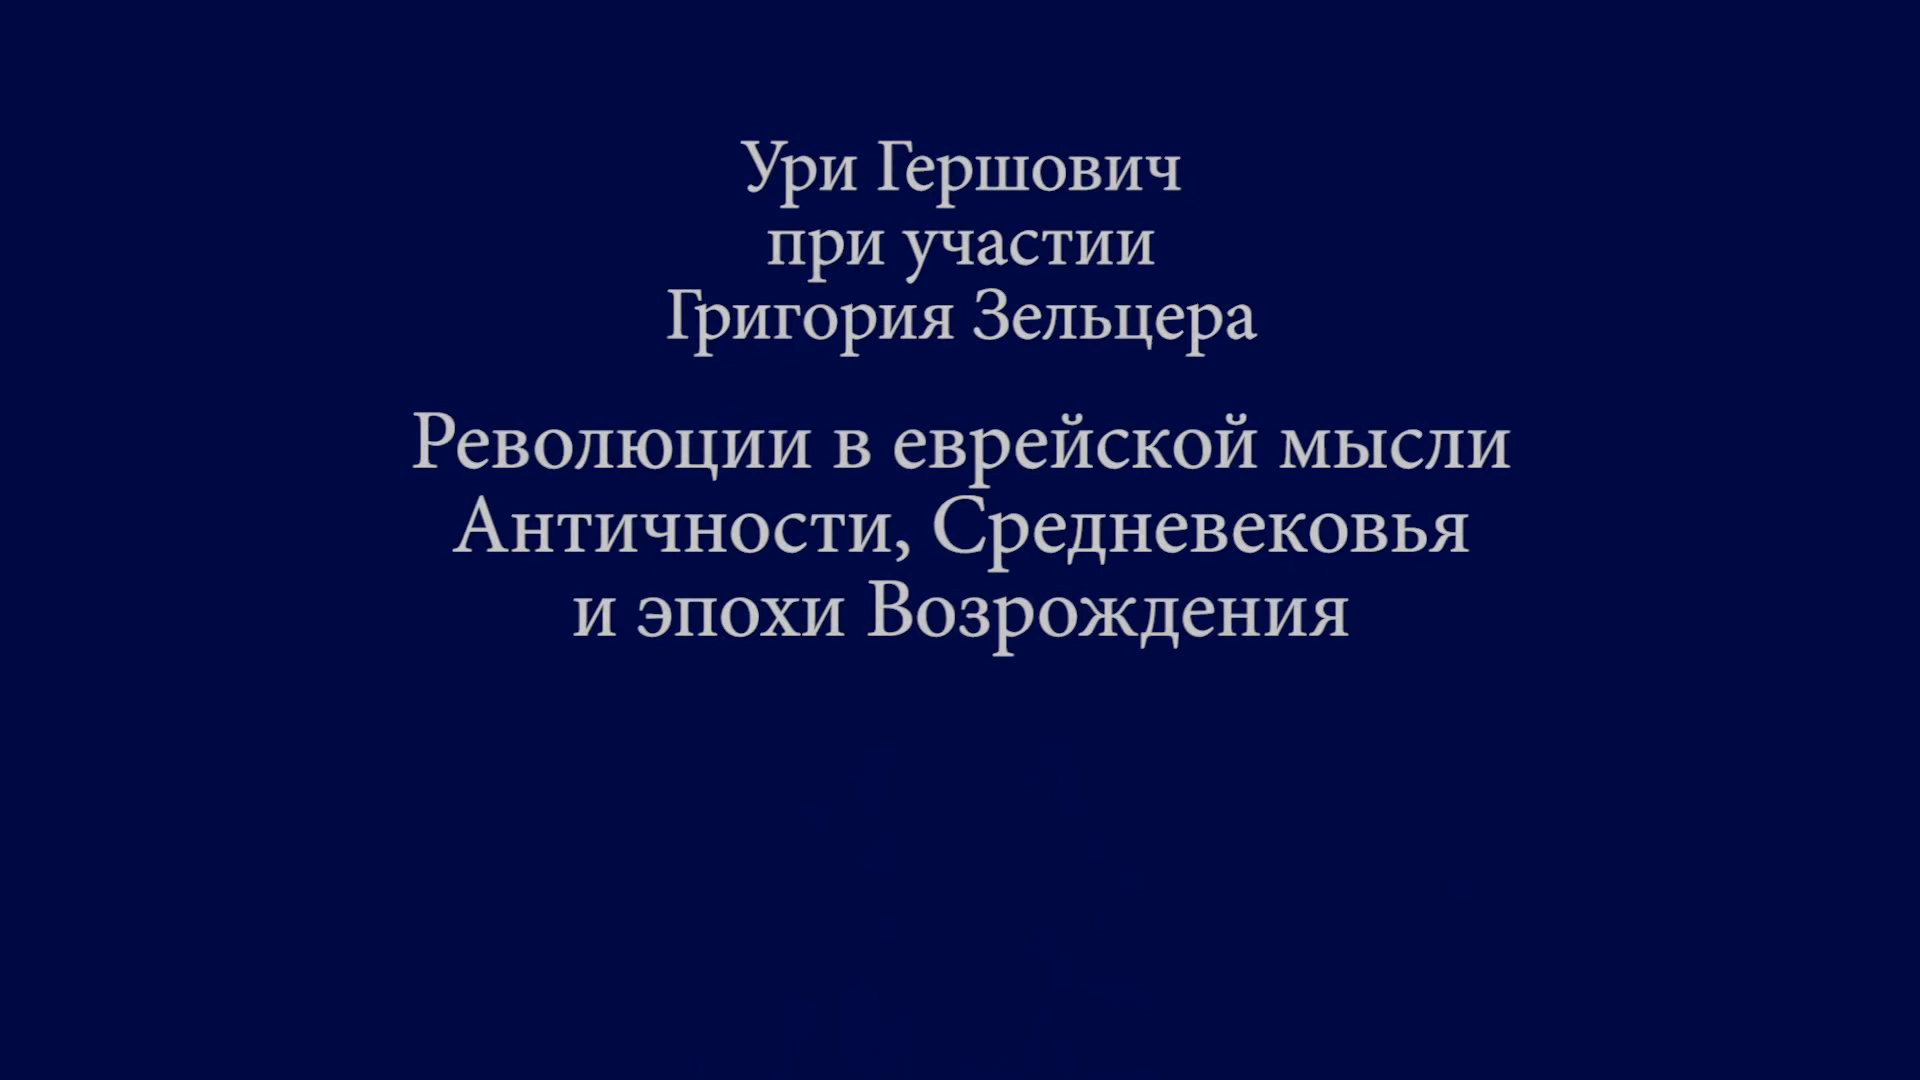 Ури Гершович
при участии
Григория Зельцера
Революции в еврейской мысли
Античности, Средневековья
и эпохи Возрождения